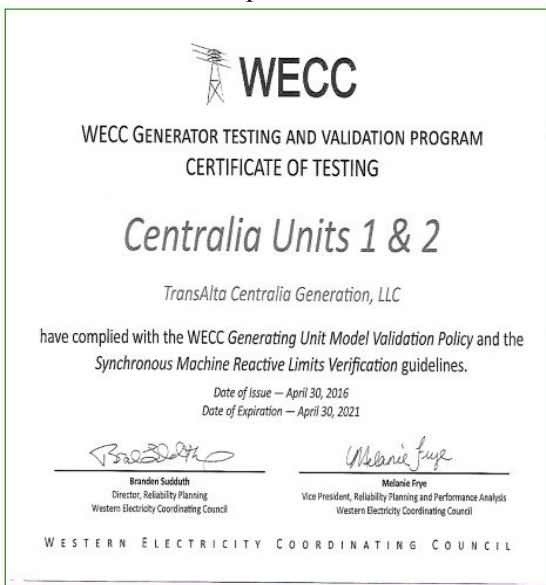 WECC
WECC GENERATOR TESTING AND VALIDATION PROGRAM
CERTIFICATE OF TESTING
Centralia Units 1 & 2
TransAlta Centralia Generation, LLC
have complied with the WECC Generating Unit Model Validation Policy and the
Synchronous Machine Reactive Limits Verification guidelines.
Date of Issue — April 30, 2016
Date of Expiration — April 30, 2021
Branden Sudduth
Director, Reliability Planning
Western Electricity Coordinating Council
Melanie Frye
Melanie Frye
Vice President, Reliability Planning and Performance Analysis
Western Electricity Coordinating Council
WESTERN ELECTRICITY COORDINATING COUNCIL